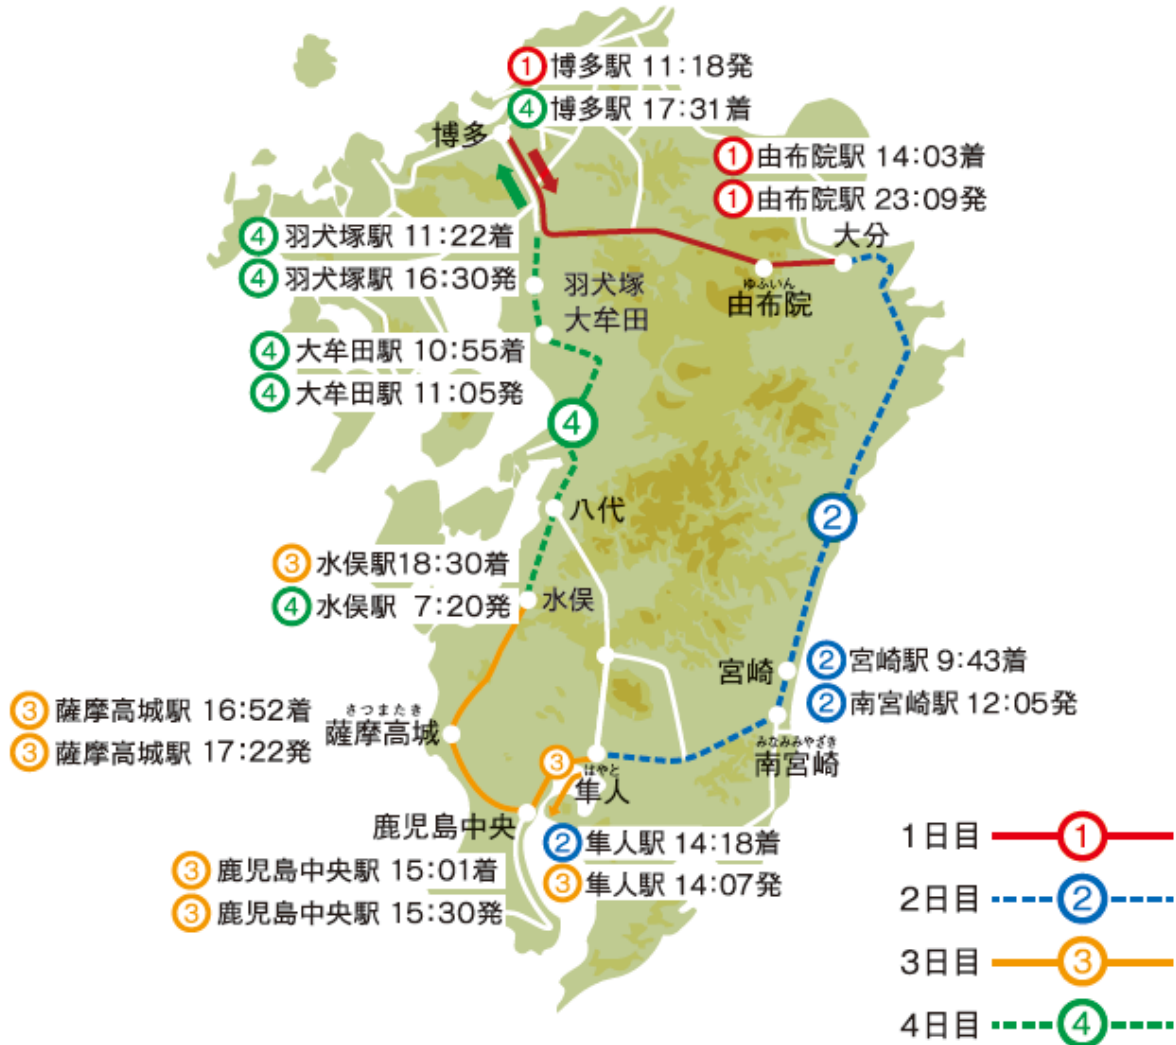 ① 博多駅 11:18発
④ 博多駅 17:31着
博多
① 由布院駅 14:03着
① 由布院駅 23:09発
大分
④ 羽犬塚駅 11:22着
④ 羽犬塚駅 16:30発
羽犬塚
ゆふいん
由布院
大牟田
④ 大牟田駅 10:55着
④ 大牟田駅 11:05発
④
八代
②
③ 水俣駅18:30着
④ 水俣駅 7:20発
水俣
宮崎
② 宮崎駅 9:43着
② 南宮崎駅 12:05発
みなみみやざき
南宮崎
③ 薩摩高城駅 16:52着
③ 薩摩高城駅 17:22発
さつまたき
薩摩高城
③
はやと
隼人
鹿児島中央
② 隼人駅 14:18着
③ 隼人駅 14:07発
③ 鹿児島中央駅 15:01着
③ 鹿児島中央駅 15:30発
1日目 ①
2日目 ②
3日目 ③
4日目 ④